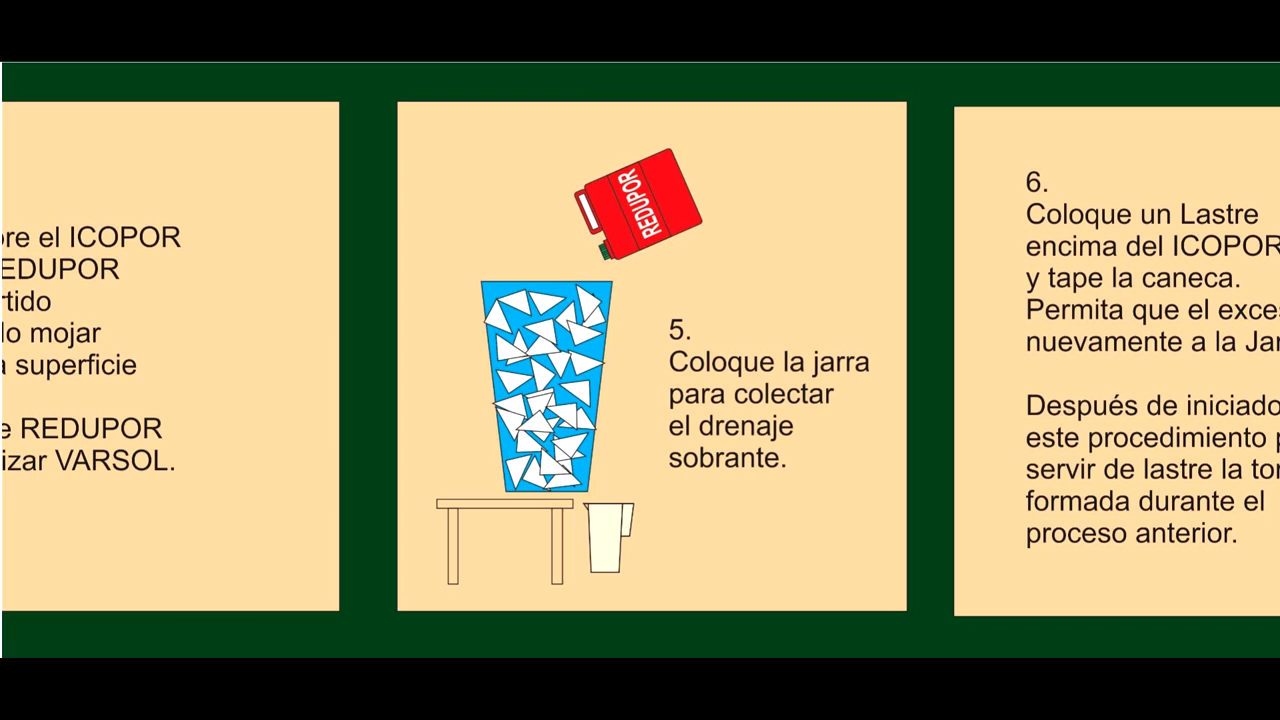 re el ICOPOR
EDUPOR
rtido
lo mojar
superficie
e REDUPOR
izar VARSOL.
REDUPOR
5.
Coloque la jarra
para colectar
el drenaje
sobrante.
6.
Coloque un Lastre
encima del ICOPOR
y tape la caneca.
Permita que el exce
nuevamente a la Jar
Después de iniciado
este procedimiento p
servir de lastre la tor
formada durante el
proceso anterior.